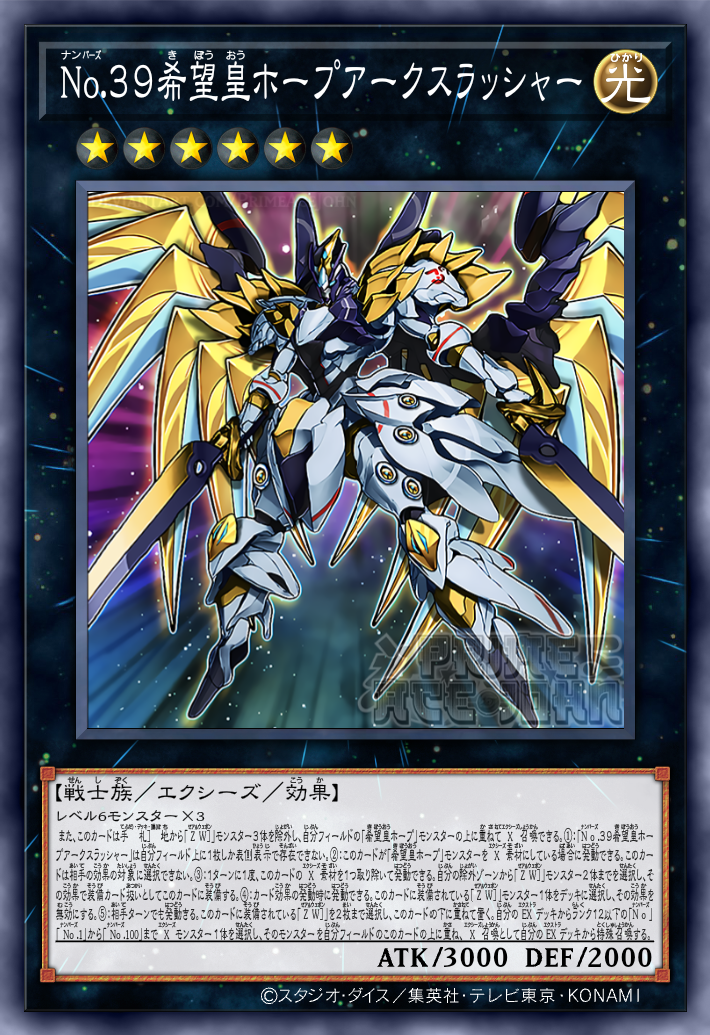 No.39希望皇ホープアークスラッシャー
光
PRIMEACEJOHN
【戦士族／エクシーズ／効果】
レベル6モンスター×3
また、このカードは手札 地から「ＺＷ」モンスター3体を除外し、自分フィールドの「希望皇ホープ」モンスターの上に重ねて X 召喚できる。①：「No.39希望皇ホー
プアークスラッシャー」は自分フィールド上に1枚しか表側表示で存在できない。②：このカードが「希望皇ホープ」モンスターを X 素材にしている場合に発動できる。このカー
ドは相手の効果の対象に選択できない。③：1ターンに1度、このカードの X 素材を1つ取り除いて発動できる。自分の除外ゾーンから「ＺＷ」モンスター2体までを選択し、そ
の効果で装備カード扱いとしてこのカードに装備する。④：カード効果の発動時に発動できる。このカードに装備されている「ＺＷ」モンスター1体をデッキに選択し、その効果を
無効にする。⑤：相手ターンでも発動きる。このカードに装備されている「ＺＷ」を2枚まで選択し、このカードの下に重ねて置く。自分の EX デッキからランク12以下の「No」
「No.1」から「No.100」まで X モンスター1体を選択し、そのモンスターを自分フィールドのこのカードの上に重ね、X 召喚として自分の EX デッキから特殊召喚する。
ATK/3000 DEF/2000
©スタジオ・ダイス／集英社・テレビ東京・KONAMI